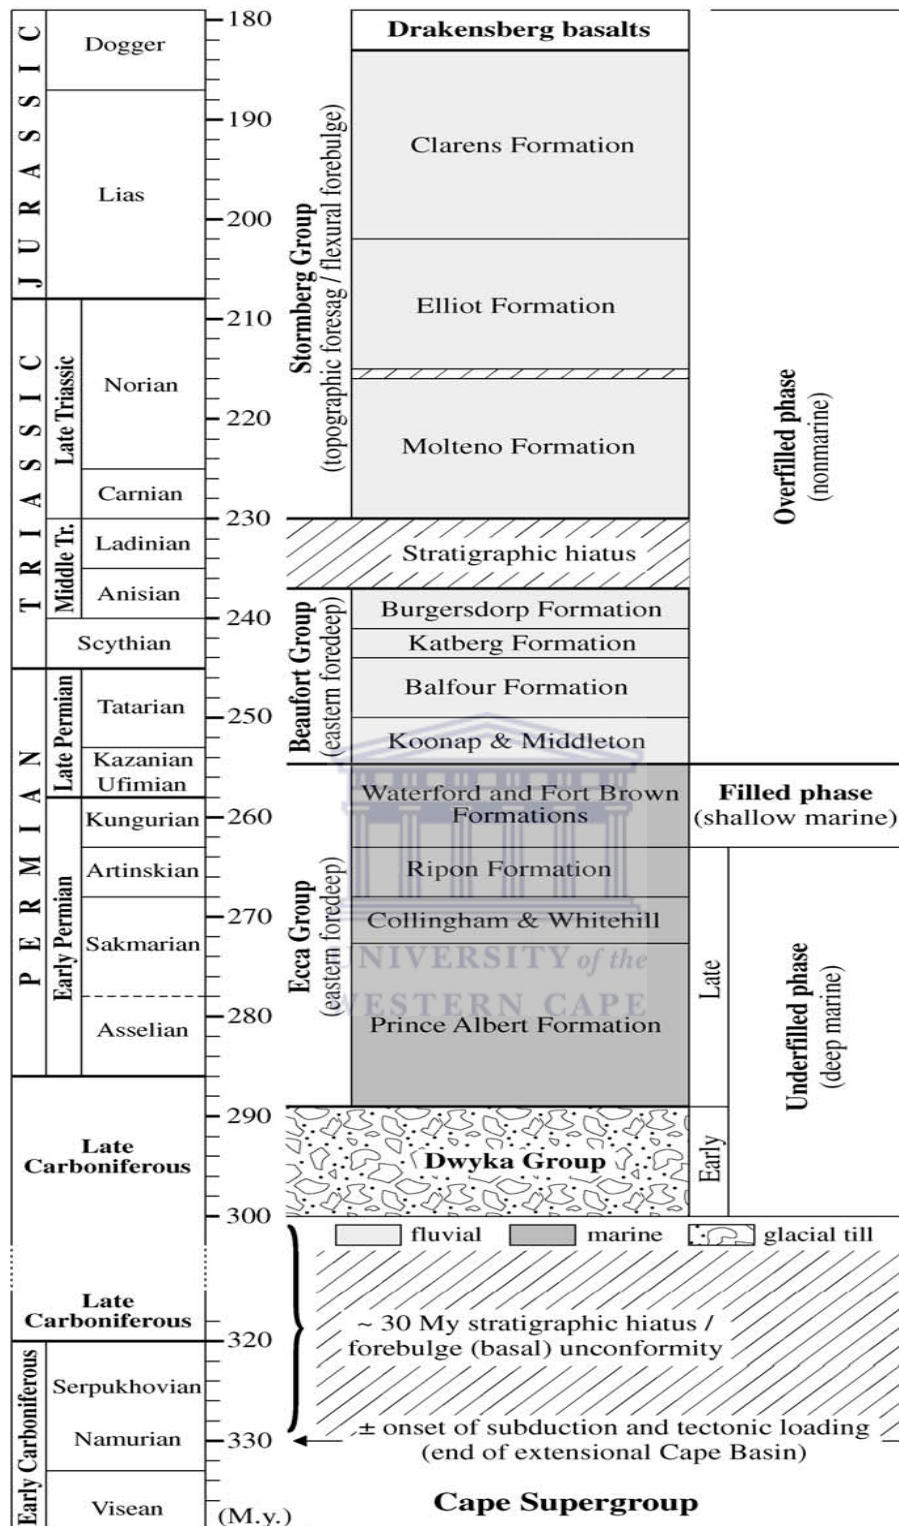 JURASSIC
Dogger
Lias
TRIASSIC
Late Triassic
Norian
Carnian
Middle Tr.
Ladinian
Anisian
Scythian
PERMIAN
Late Permian
Tatarian
Kazanian
Ufimian
Early Permian
Kungurian
Artinskian
Sakmarian
Asselian
Late
Carboniferous
Late
Carboniferous
Early Carboniferous
Serpukhovian
Namurian
Visean
180
190
200
210
220
230
240
250
260
270
280
290
300
320
330
(M.y.)
Stormberg Group
(topographic foresag / flexural forebulge)
Drakensberg basalts
Clarens Formation
Elliot Formation
Molteno Formation
Stratigraphic hiatus
Beaufort Group
(eastern foredeep)
Burgersdorp Formation
Katberg Formation
Balfour Formation
Koonap & Middleton
Ecca Group
(eastern foredeep)
Waterford and Fort Brown
Formations
Ripon Formation
Collingham & Whitehill
Prince Albert Formation
UNIVERSITY of the
WESTERN CAPE
Dwyka Group
Overfilled phase
(nonmarine)
Filled phase
(shallow marine)
Late
Early
Underfilled phase
(deep marine)
fluvial
marine
glacial till
~ 30 My stratigraphic hiatus /
forebulge (basal) unconformity
± onset of subduction and tectonic loading
(end of extensional Cape Basin)
Cape Supergroup